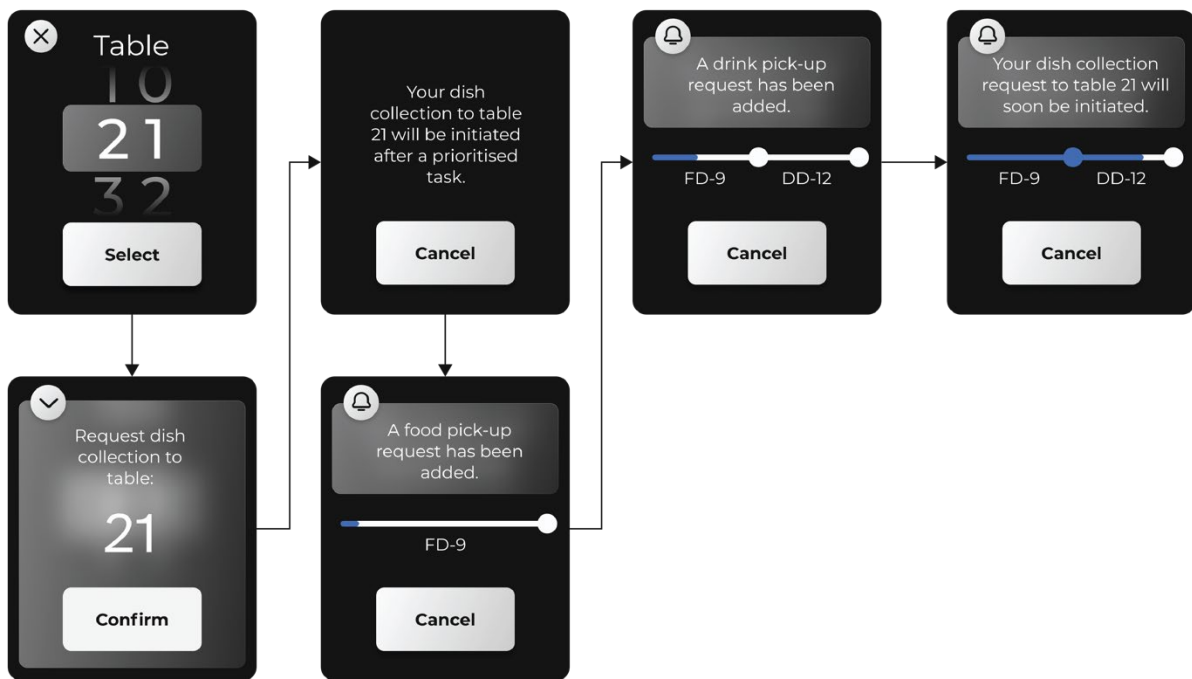 Table
10
21
32
Select
Request dish
collection to
table:
21
Confirm
Your dish
collection to table
21 will be initiated
after a prioritised
task.
Cancel
A food pick-up
request has been
added.
FD-9
Cancel
A drink pick-up
request has been
added.
FD-9 DD-12
Cancel
Your dish collection
request to table 21 will
soon be initiated.
FD-9 DD-12
Cancel